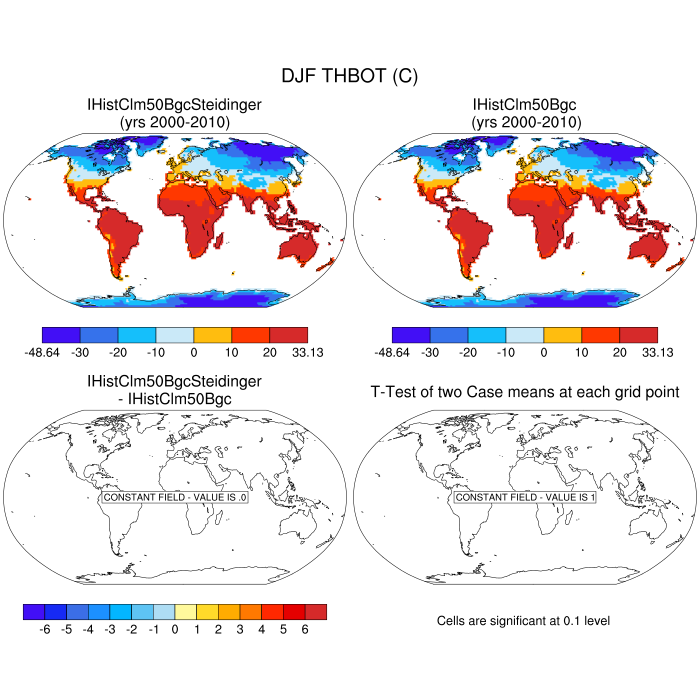 DJF THBOT (C)
IHistClm50BgcSteidinger
(yrs 2000-2010)
IHistClm50Bgc
(yrs 2000-2010)
-48.64 -30 -20 -10 0 10 20 33.13
-48.64 -30 -20 -10 0 10 20 33.13
IHistClm50BgcSteidinger
- IHistClm50Bgc
T-Test of two Case means at each grid point
CONSTANT FIELD - VALUE IS .0
CONSTANT FIELD - VALUE IS 1
-6 -5 -4 -3 -2 -1 0 1 2 3 4 5 6
Cells are significant at 0.1 level